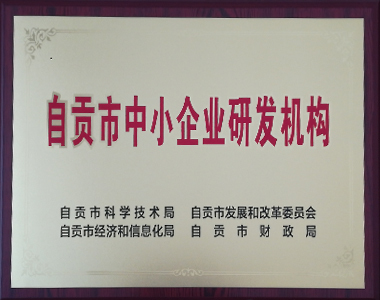 自贡市中小企业研发机构
自贡市科学技术局 自贡市发展和改革委员会
自贡市经济和信息化局 自贡市财政局